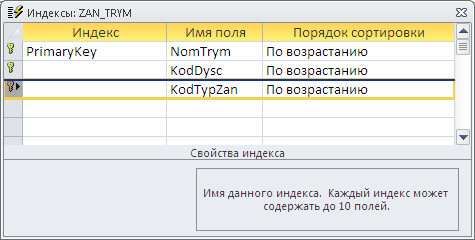 Индексы: ZAN_TRYM
Индекс Имя поля Порядок сортировки
PrimaryKey NomTrym По возрастанию
KodDysc По возрастанию
KodTypZan По возрастанию
Свойства индекса
Имя данного индекса. Каждый индекс может
содержать до 10 полей.